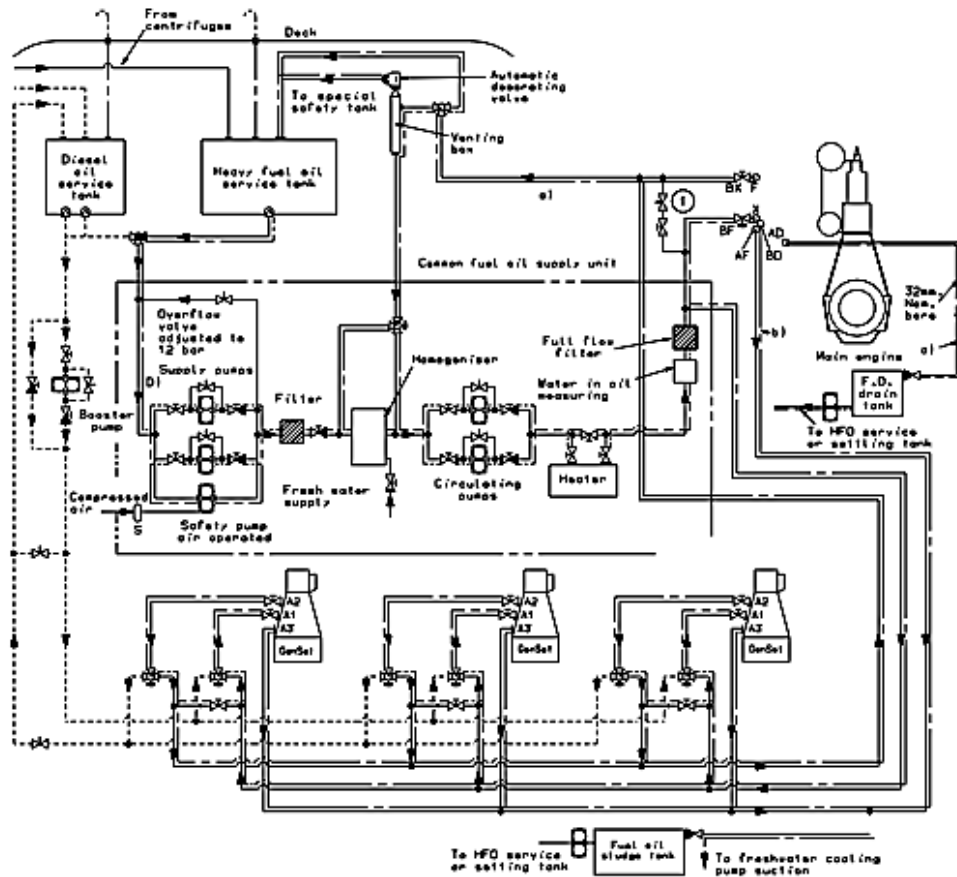 From
centrifuges
Deck
Automatic
deaerating
valve
To special
safety tank
Venting
box
Diesel
oil
service
tank
Heavy fuel oil
service tank
a)
BX F
1
BF
AF
AD
BD
Common fuel oil supply unit
32mm.
Nom.
bore
a)
Main engine
Overflow
valve
adjusted to
12 bar
D)
Supply pumps
Full flow
filter
b)
Homogeniser
Filter
Water in oil
measuring
F.O.
drain
tank
Booster
pump
To HFO service
or settling tank
Circulating
pumps
Heater
Fresh water
supply
Compressed
air
S
Safety pump
air operated
A2
A1
A3
GenSet
A2
A1
A3
GenSet
A2
A1
A3
GenSet
To HFO service
or setting tank
Fuel oil
sludge tank
To freshwater cooling
pump suction